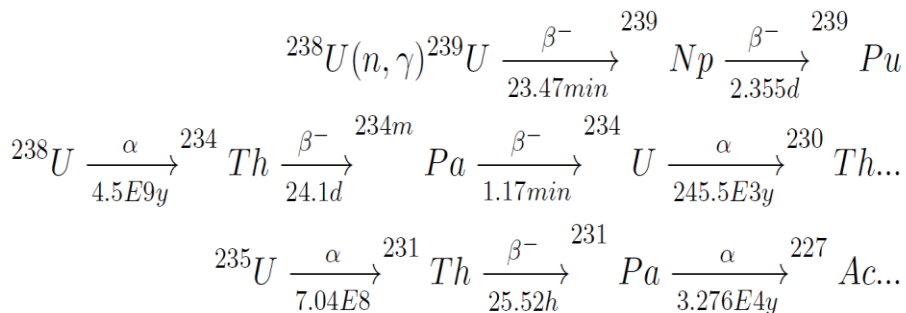 ²³⁸U(n, γ)²³⁹U β⁻ 23.47min → ²³⁹Np β⁻ 2.355d → ²³⁹Pu
²³⁸U α 4.5E9y → ²³⁴Th β⁻ 24.1d → ²³⁴ᵐPa β⁻ 1.17min → ²³⁴U α 245.5E3y → ²³⁰Th...
²³⁵U α 7.04E8 → ²³¹Th β⁻ 25.52h → ²³¹Pa α 3.276E4y → ²²⁷Ac...